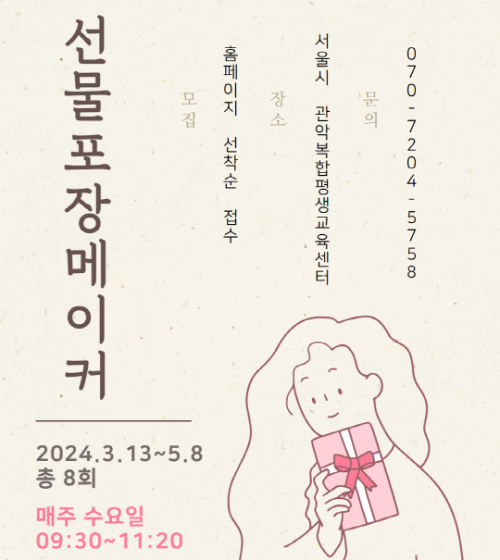 선물포장메이커
모집
홈페이지 선착순 접수
장소
서울시 관악복합평생교육센터
문의
070-7204-5758
2024.3.13~5.8
총 8회
매주 수요일
09:30~11:20